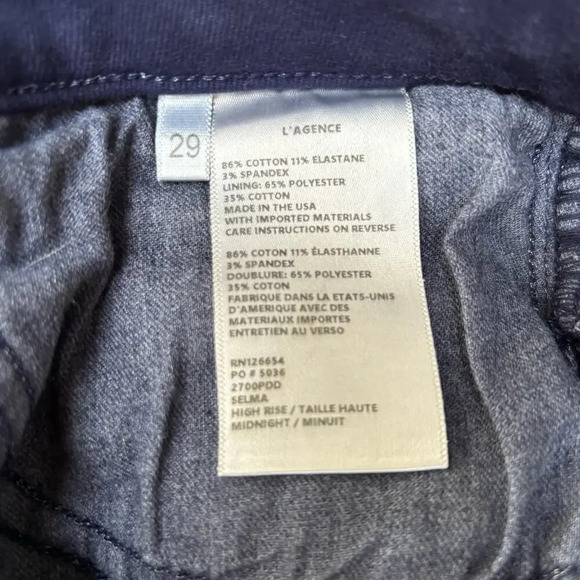 29
L'AGENCE
86% COTTON 11% ELASTANE
3% SPANDEX
LINING: 65% POLYESTER
35% COTTON
MADE IN THE USA
WITH IMPORTED MATERIALS
CARE INSTRUCTIONS ON REVERSE
86% COTON 11% ÉLASTHANNE
3% SPANDEX
DOUBLURE: 65% POLYESTER
35% COTON
FABRIQUE DANS LA ETATS-UNIS
D'AMERIQUE AVEC DES
MATERIAUX IMPORTÉS
ENTRETIEN AU VERSO
RN126654
PO # 5036
2700PDD
SELMA
HIGH RISE / TAILLE HAUTE
MIDNIGHT / MINUIT